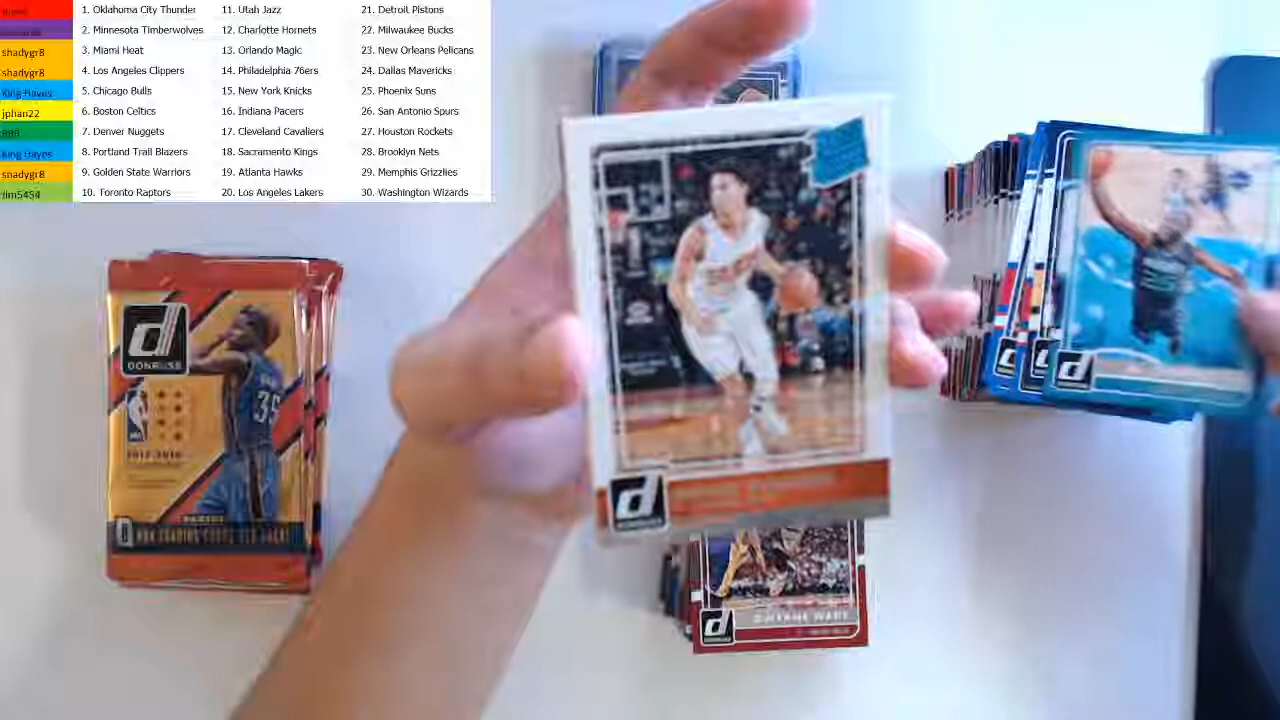 shadygr8
shadygr8
King Hayes
jphan22
King Hayes
shadygr8
1. Oklahoma City Thunder
2. Minnesota Timberwolves
3. Miami Heat
4. Los Angeles Clippers
5. Chicago Bulls
6. Boston Celtics
7. Denver Nuggets
8. Portland Trail Blazers
9. Golden State Warriors
10. Toronto Raptors
11. Utah Jazz
12. Charlotte Hornets
13. Orlando Magic
14. Philadelphia 76ers
15. New York Knicks
16. Indiana Pacers
17. Cleveland Cavaliers
18. Sacramento Kings
19. Atlanta Hawks
20. Los Angeles Lakers
21. Detroit Pistons
22. Milwaukee Bucks
23. New Orleans Pelicans
24. Dallas Mavericks
25. Phoenix Suns
26. San Antonio Spurs
27. Houston Rockets
28. Brooklyn Nets
29. Memphis Grizzlies
30. Washington Wizards
d
DONRUSS
35
d
d
d
DWYANE WADE